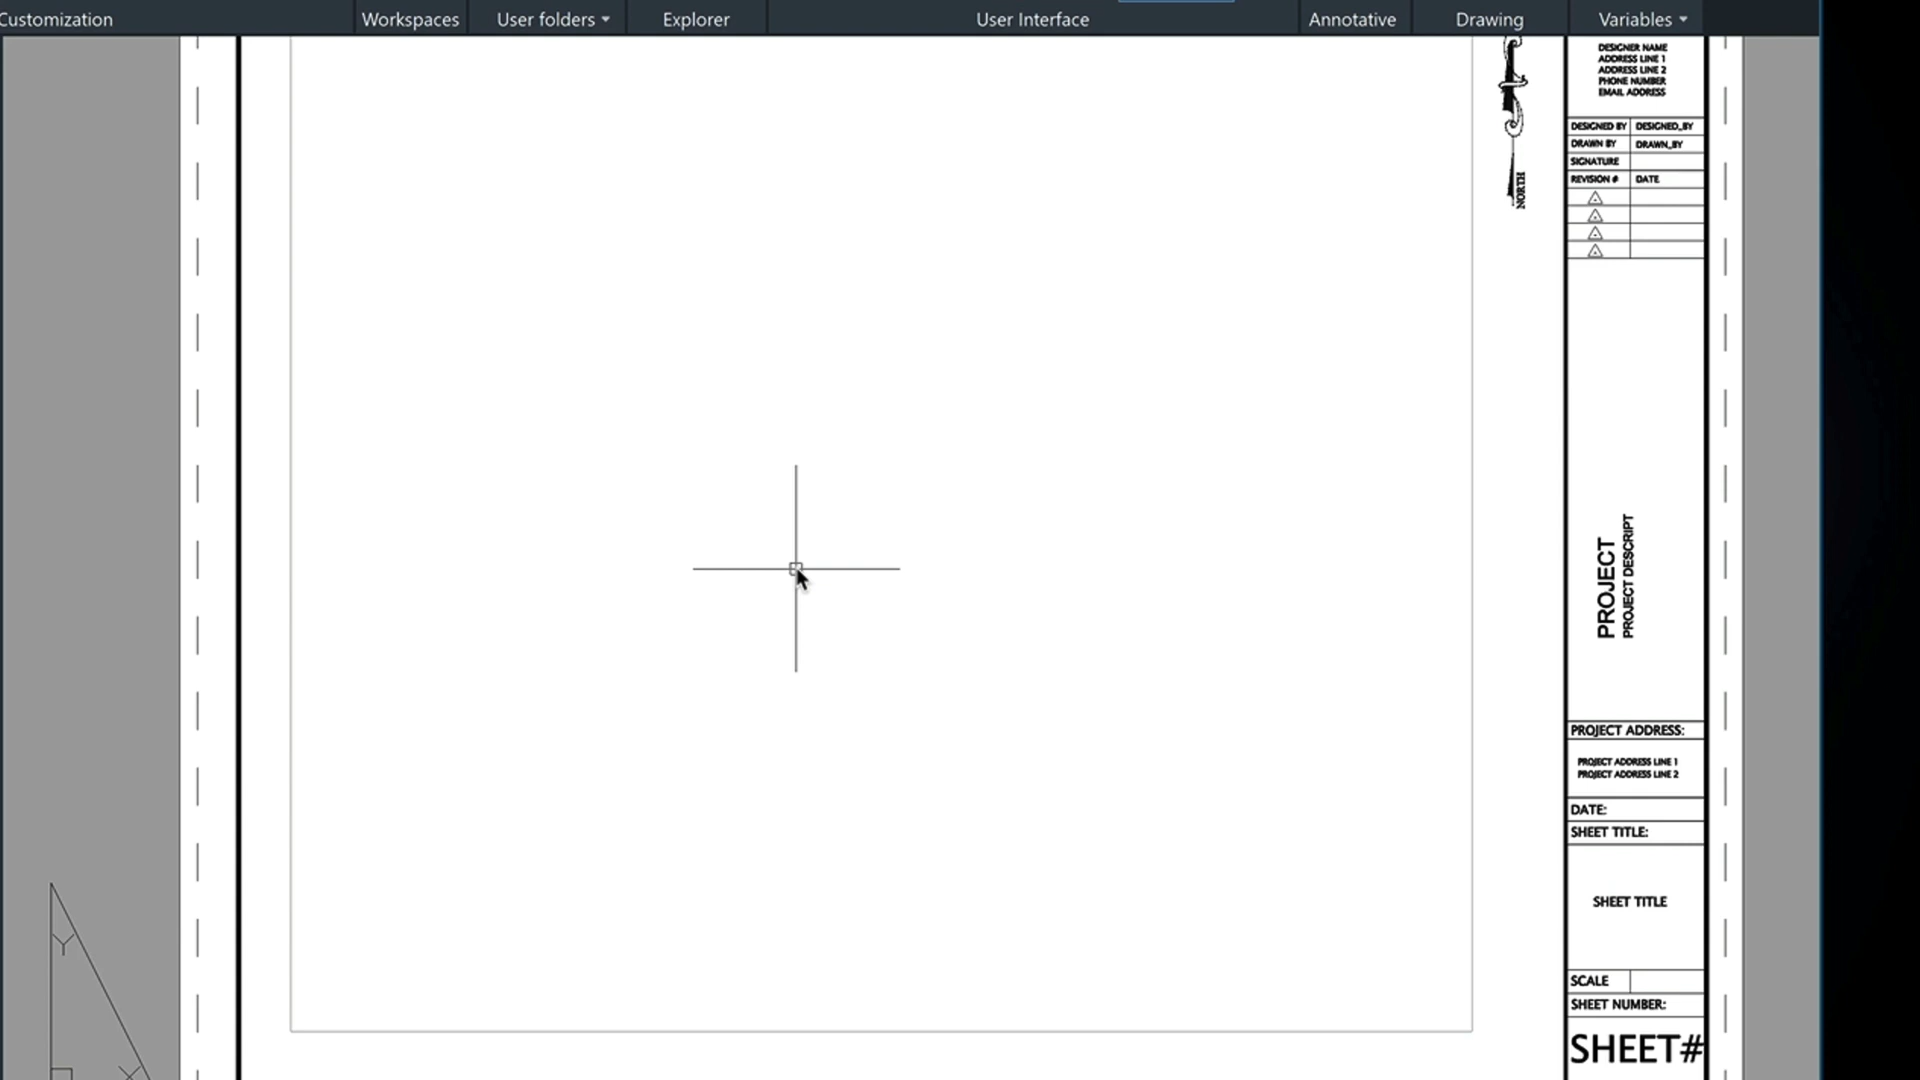 Customization
Workspaces
User folders
Explorer
User Interface
Annotative
Drawing
Variables
DESIGNER NAME
ADDRESS LINE 1
ADDRESS LINE 2
PHONE NUMBER
EMAIL ADDRESS
DESIGNED BY DESIGNED_BY
DRAWN BY DRAWN_BY
SIGNATURE
REVISION # DATE
NORTH
PROJECT
PROJECT DESCRIPT
PROJECT ADDRESS:
PROJECT ADDRESS LINE 1
PROJECT ADDRESS LINE 2
DATE:
SHEET TITLE:
SHEET TITLE
SCALE
SHEET NUMBER:
SHEET#
Y
X